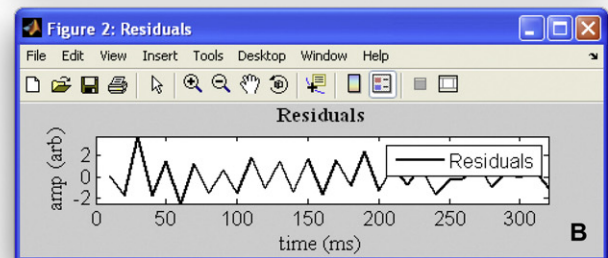 Figure 2: Residuals
File Edit View Insert Tools Desktop Window Help
Residuals
amp (arb)
2
0
-2
Residuals
0 50 100 150 200 250 300
time (ms)
B